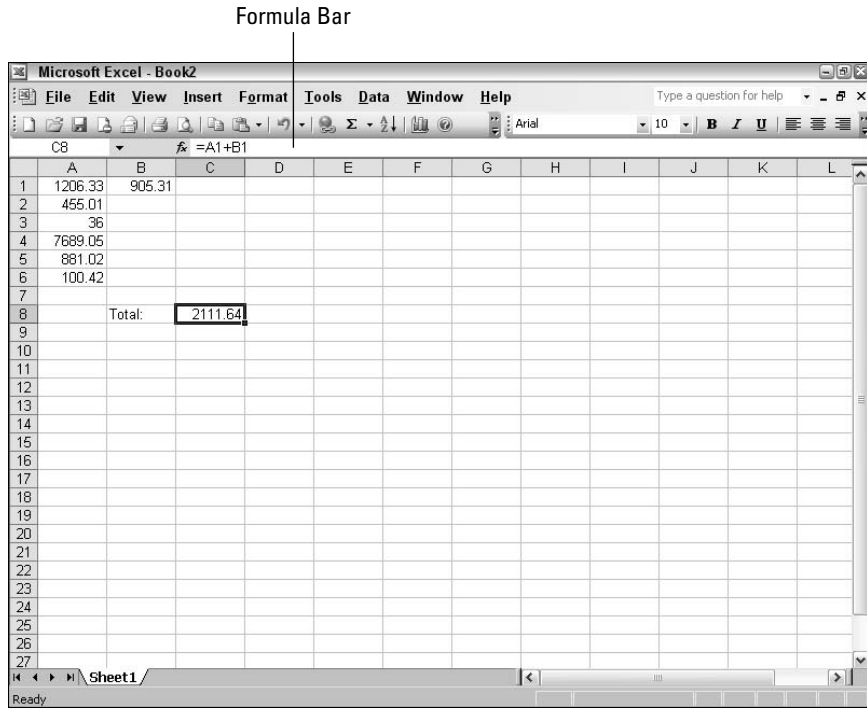 Formula Bar
Microsoft Excel - Book2
File Edit View Insert Format Tools Data Window Help Type a question for help
Arial 10 B I U
C8 fx =A1+B1
A B C D E F G H I J K L
1 1206.33 905.31
2 455.01
3 36
4 7689.05
5 881.02
6 100.42
7
8 Total: 2111.64
9
10
11
12
13
14
15
16
17
18
19
20
21
22
23
24
25
26
27
Sheet1
Ready